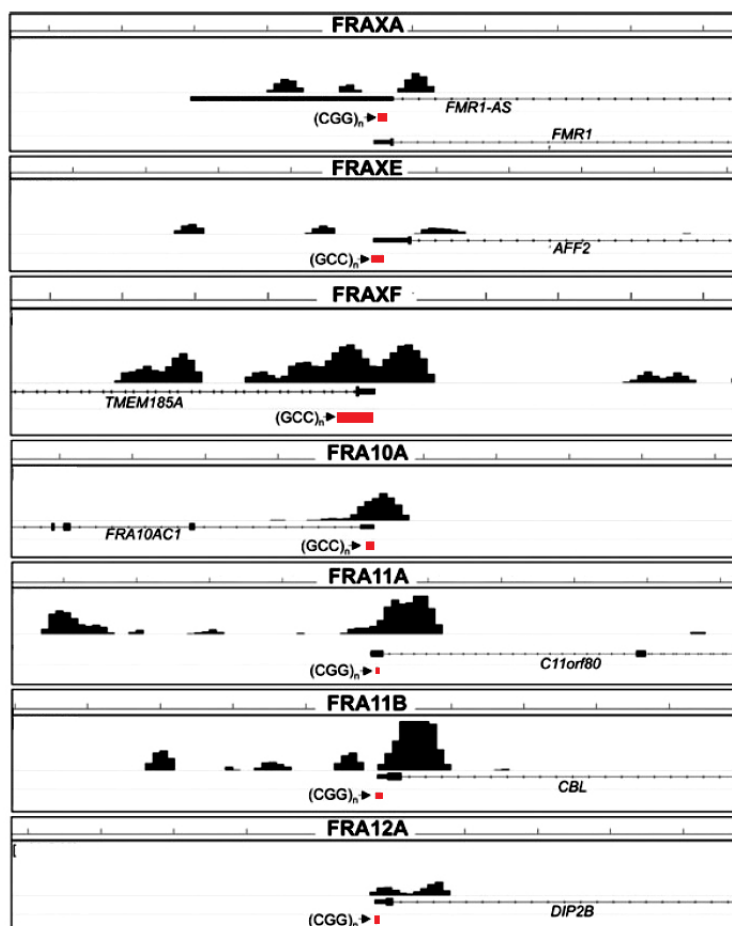 FRAXA
FMR1-AS
(CGG)n
FMR1
FRAXE
AFF2
(GCC)n
FRAXF
TMEM185A
(GCC)n
FRA10A
FRA10AC1
(GCC)n
FRA11A
C11orf80
(CGG)n
FRA11B
CBL
(CGG)n
FRA12A
DIP2B
(CGG)n